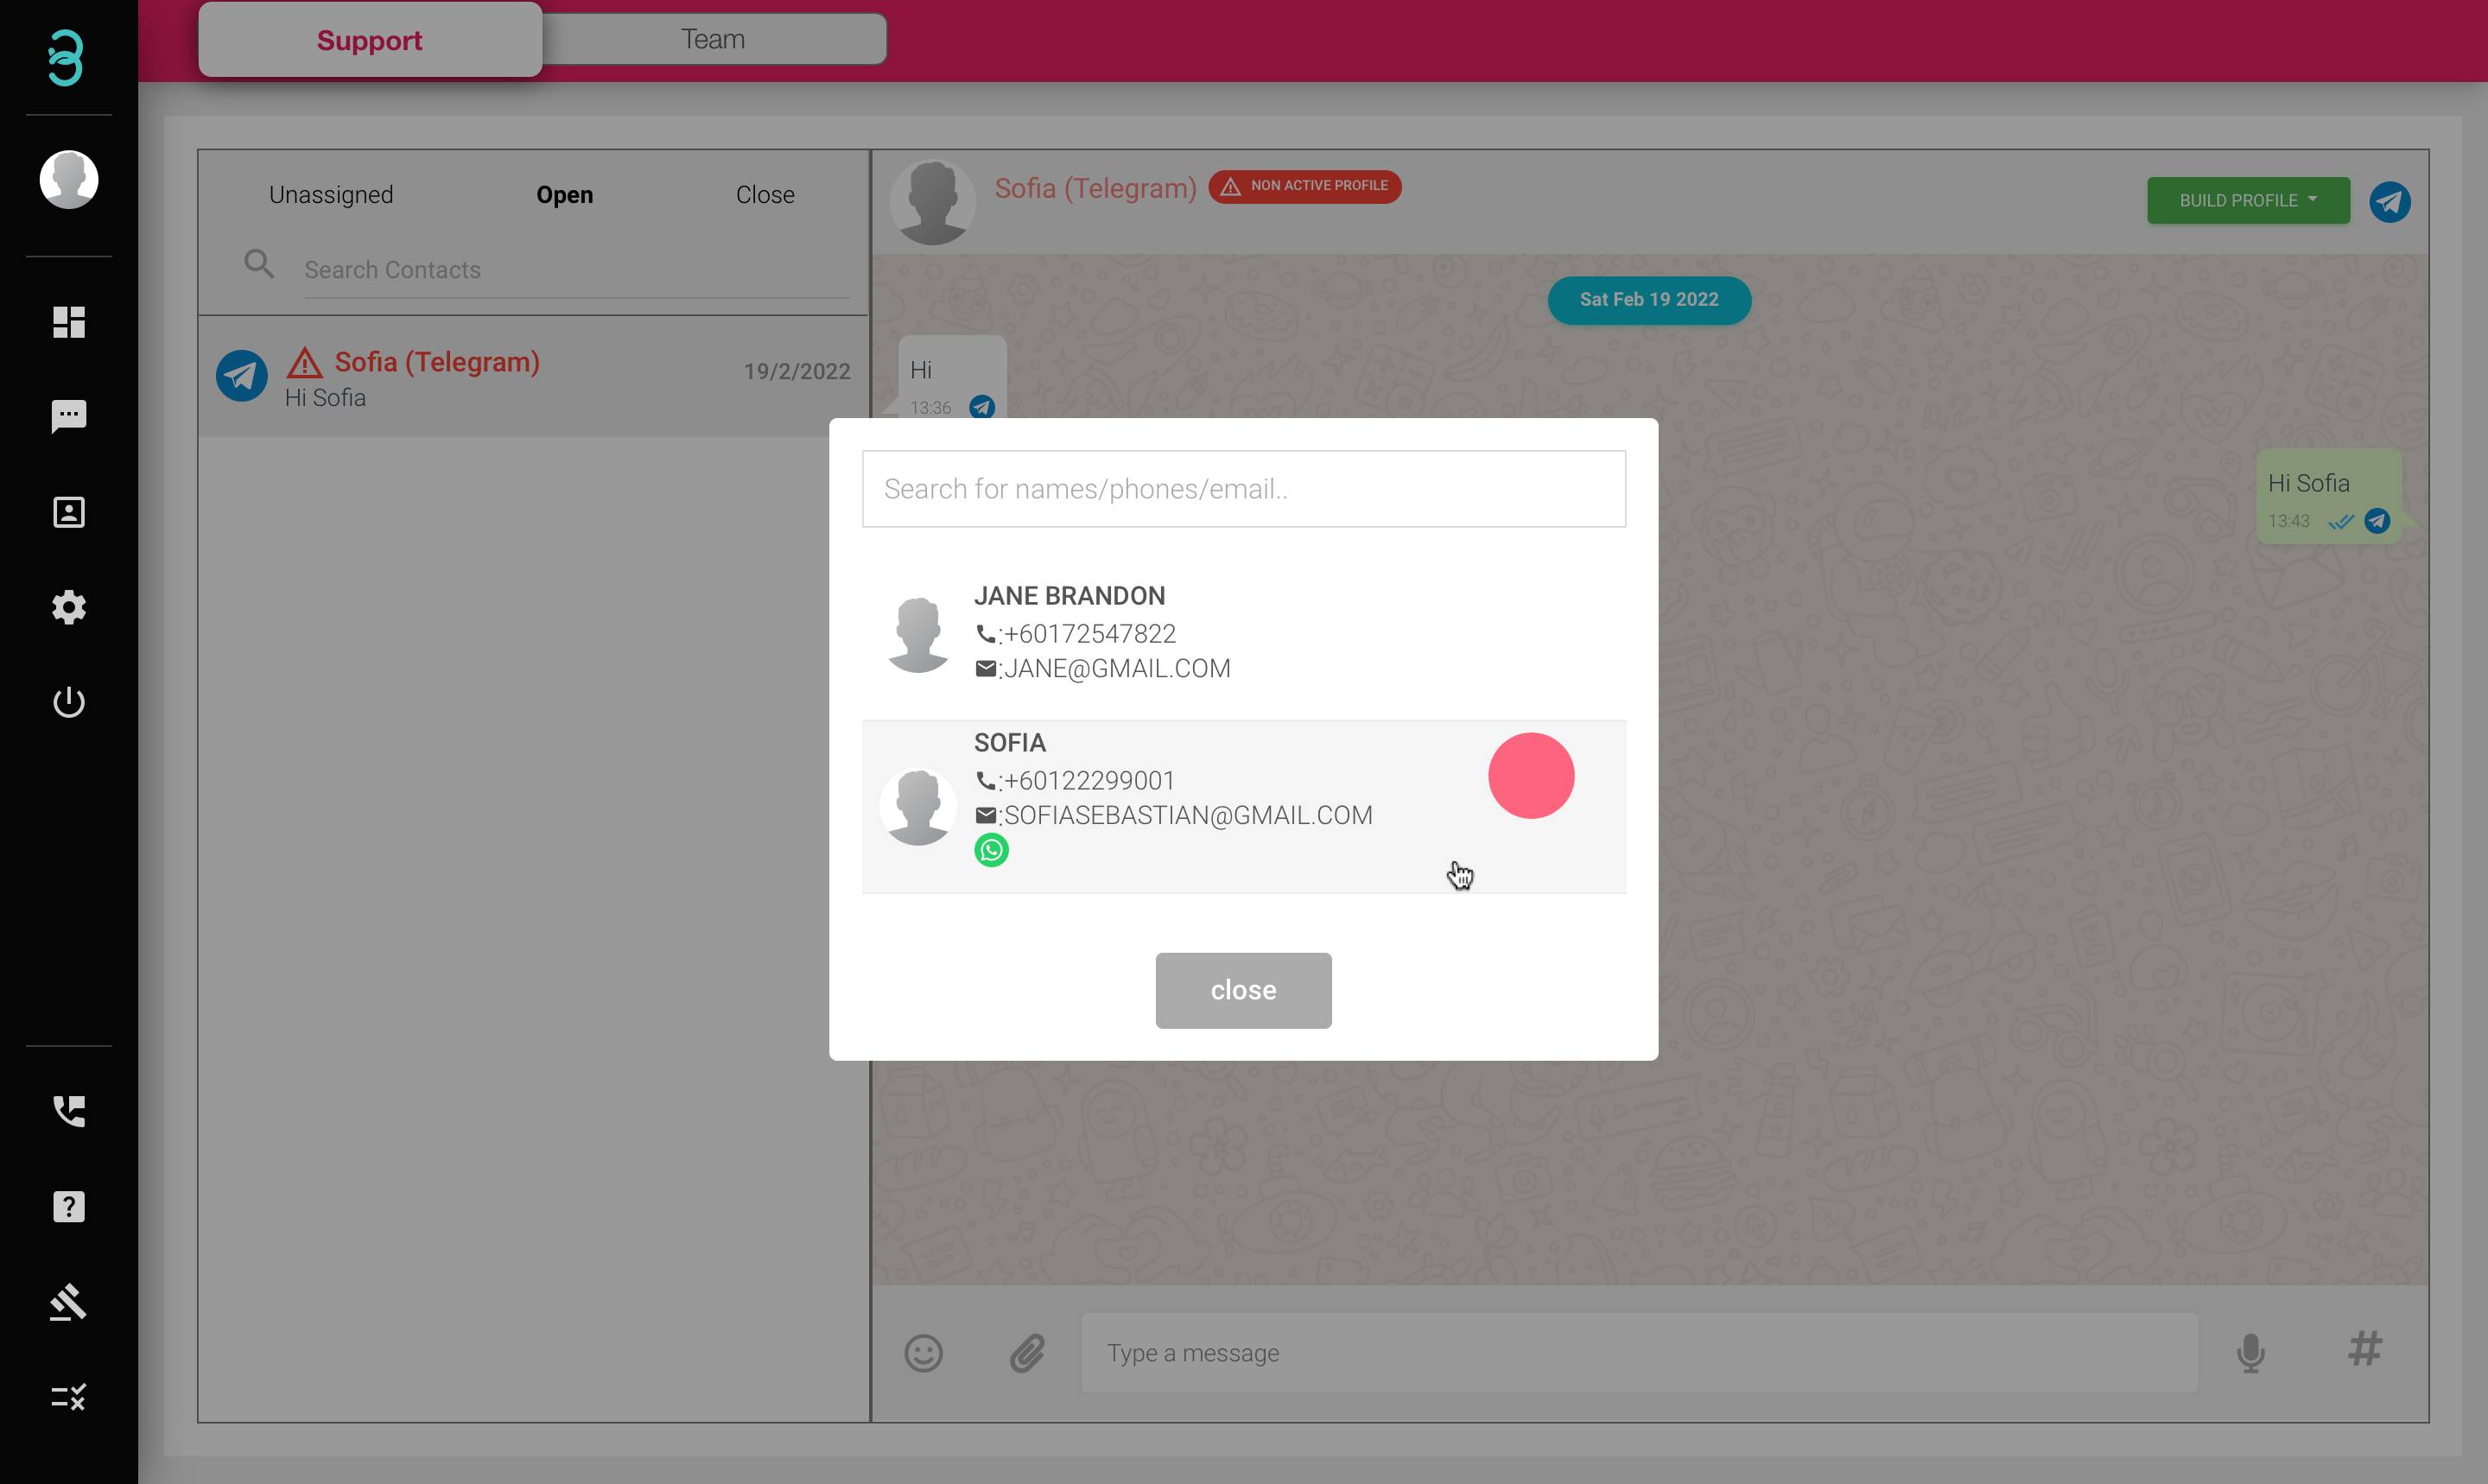 Support
Team
Unassigned
Open
Close
Search Contacts
Sofia (Telegram)
19/2/2022
Hi Sofia
Sofia (Telegram)
NON ACTIVE PROFILE
BUILD PROFILE
Sat Feb 19 2022
Hi
13:36
Hi Sofia
13:43
Search for names/phones/email..
JANE BRANDON
:+60172547822
:JANE@GMAIL.COM
SOFIA
:+60122299001
:SOFIASEBASTIAN@GMAIL.COM
close
Type a message
#